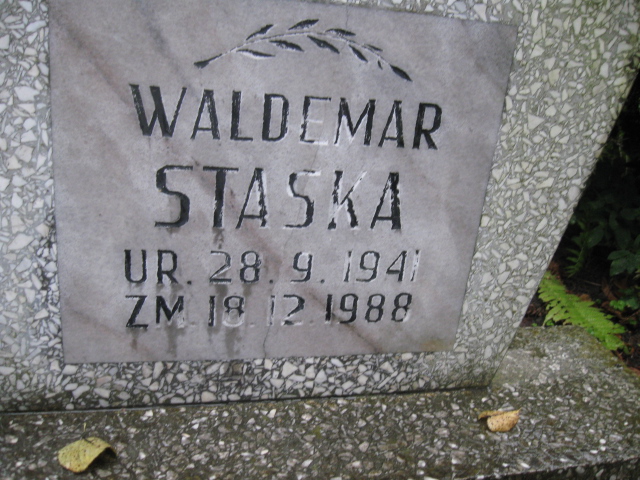 WALDEMAR
STASKA
UR. 28.9.1941
ZM. 18.12.1988